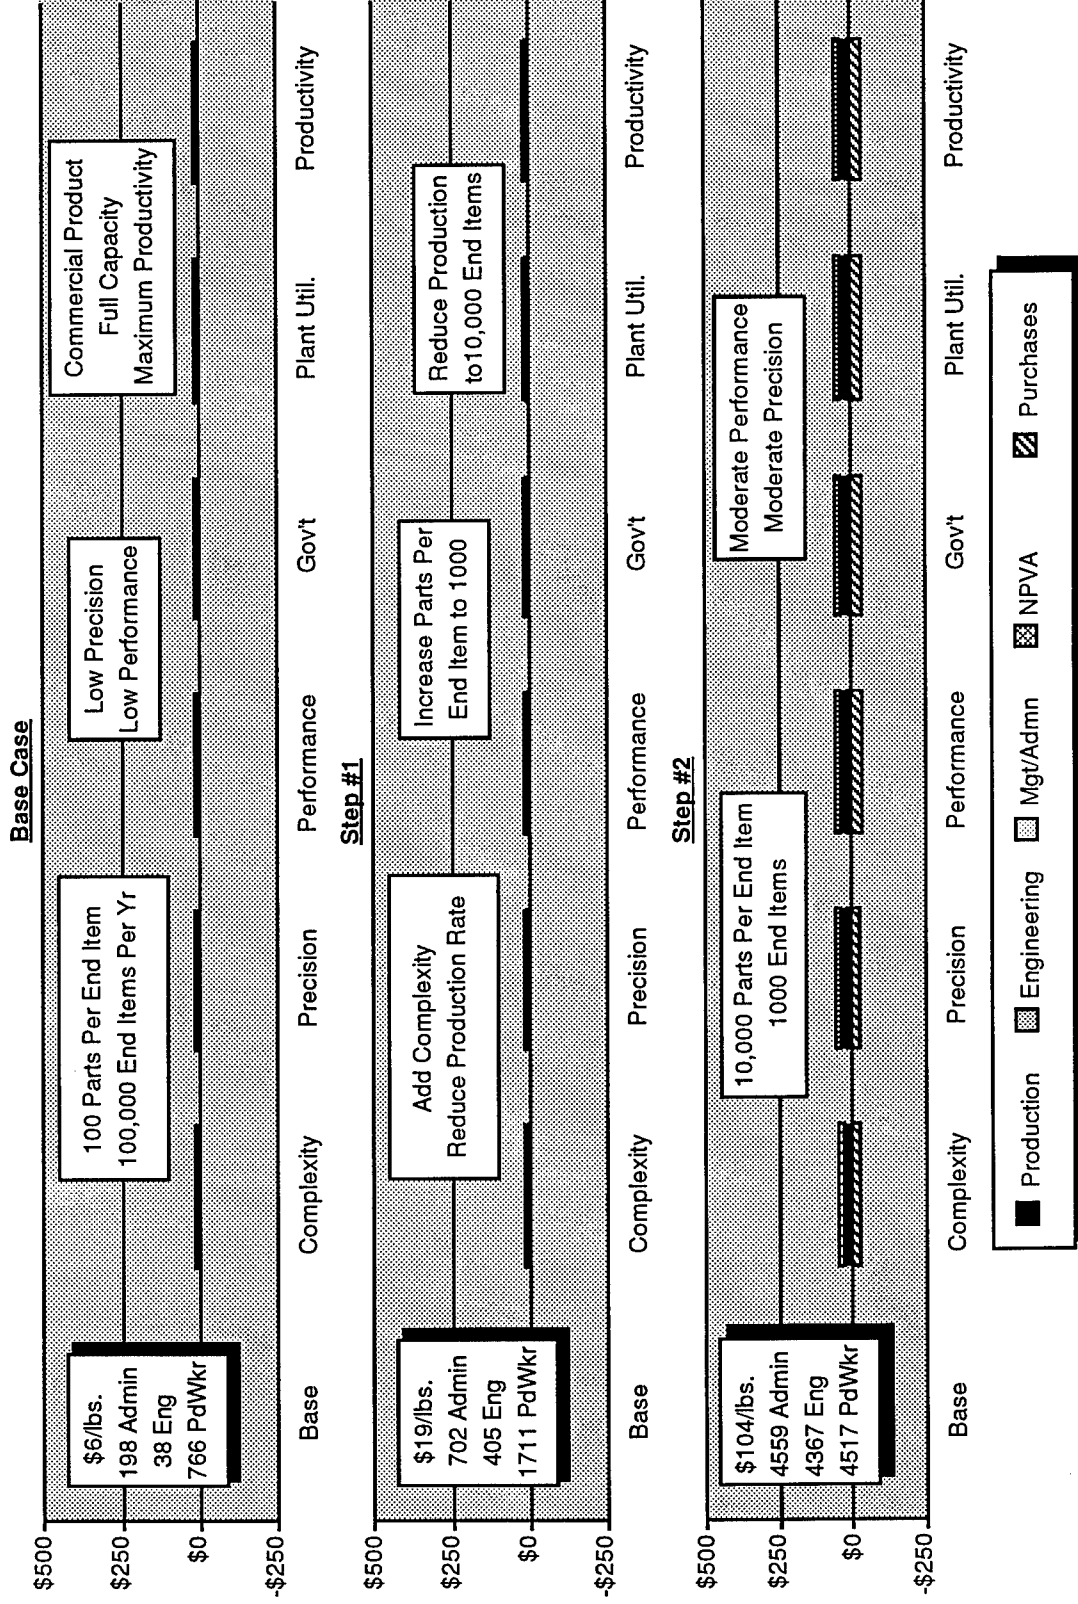 Base Case
$500
$250
$0
-$250
$6/lbs.
198 Admin
38 Eng
766 PdWkr
100 Parts Per End Item
100,000 End Items Per Yr
Low Precision
Low Performance
Commercial Product
Full Capacity
Maximum Productivity
Base
Complexity
Precision
Performance
Gov't
Plant Util.
Productivity
Step #1
$500
$250
$0
-$250
$19/lbs.
702 Admin
405 Eng
1711 PdWkr
Add Complexity
Reduce Production Rate
Increase Parts Per
End Item to 1000
Reduce Production
to10,000 End Items
Base
Complexity
Precision
Performance
Gov't
Plant Util.
Productivity
Step #2
$500
$250
$0
-$250
$104/lbs.
4559 Admin
4367 Eng
4517 PdWkr
10,000 Parts Per End Item
1000 End Items
Moderate Performance
Moderate Precision
Base
Complexity
Precision
Performance
Gov't
Plant Util.
Productivity
Production
Engineering
Mgt/Admn
NPVA
Purchases